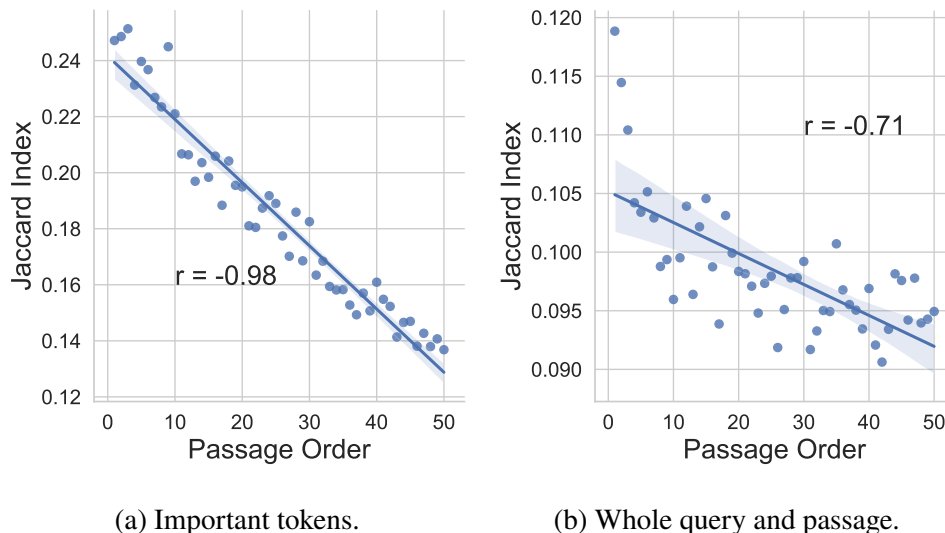 0.24
0.22
0.20
0.18
0.16
0.14
0.12
Jaccard Index
r = -0.98
0 10 20 30 40 50
Passage Order
(a) Important tokens.
0.120
0.115
0.110
0.105
0.100
0.095
0.090
Jaccard Index
r = -0.71
0 10 20 30 40 50
Passage Order
(b) Whole query and passage.